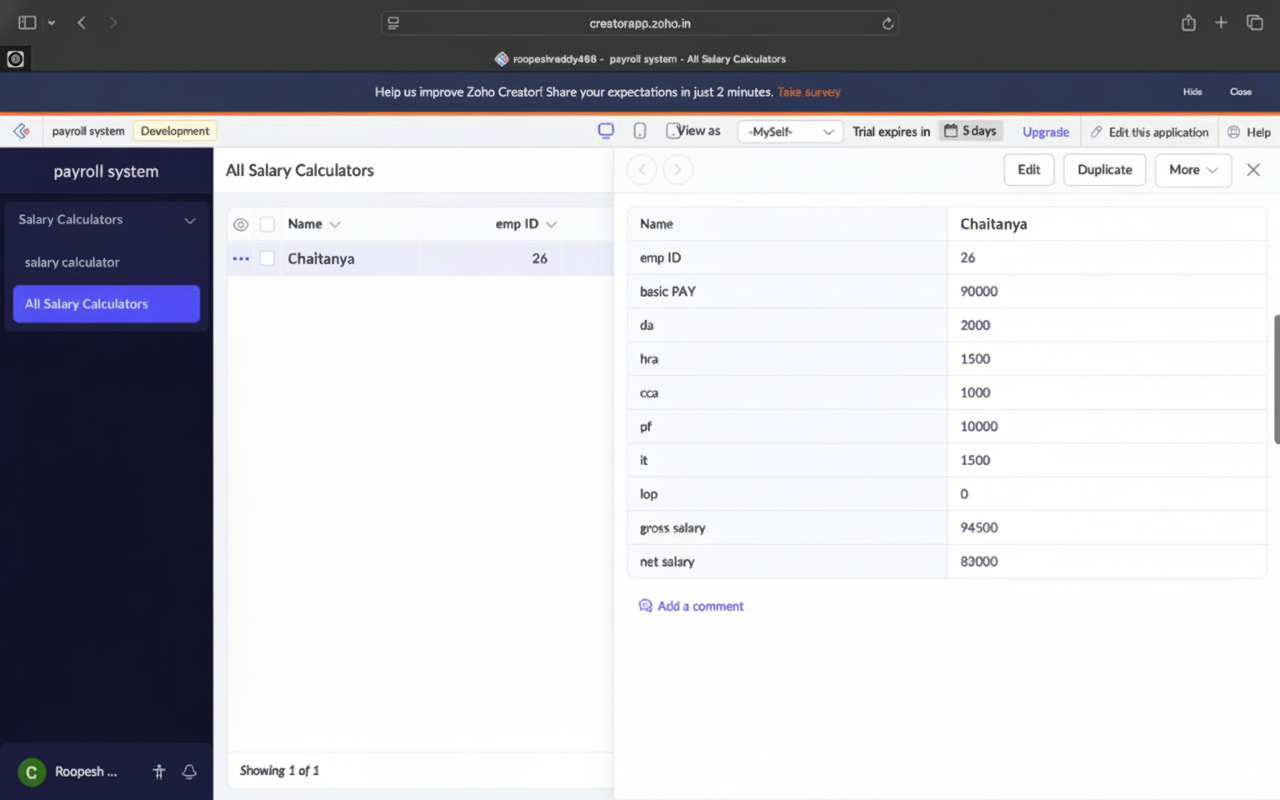 creatorapp.zoho.in
roopeshreddy468 - payroll system - All Salary Calculators
Help us improve Zoho Creator! Share your expectations in just 2 minutes. Take survey
Hide
Close
payroll system
Development
View as
-MySelf-
Trial expires in
5 days
Upgrade
Edit this application
Help
payroll system
Salary Calculators
salary calculator
All Salary Calculators
Roopesh ...
C
All Salary Calculators
Name
emp ID
Chaitanya
26
Showing 1 of 1
Edit
Duplicate
More
Name Chaitanya
emp ID 26
basic PAY 90000
da 2000
hra 1500
cca 1000
pf 10000
it 1500
lop 0
gross salary 94500
net salary 83000
Add a comment